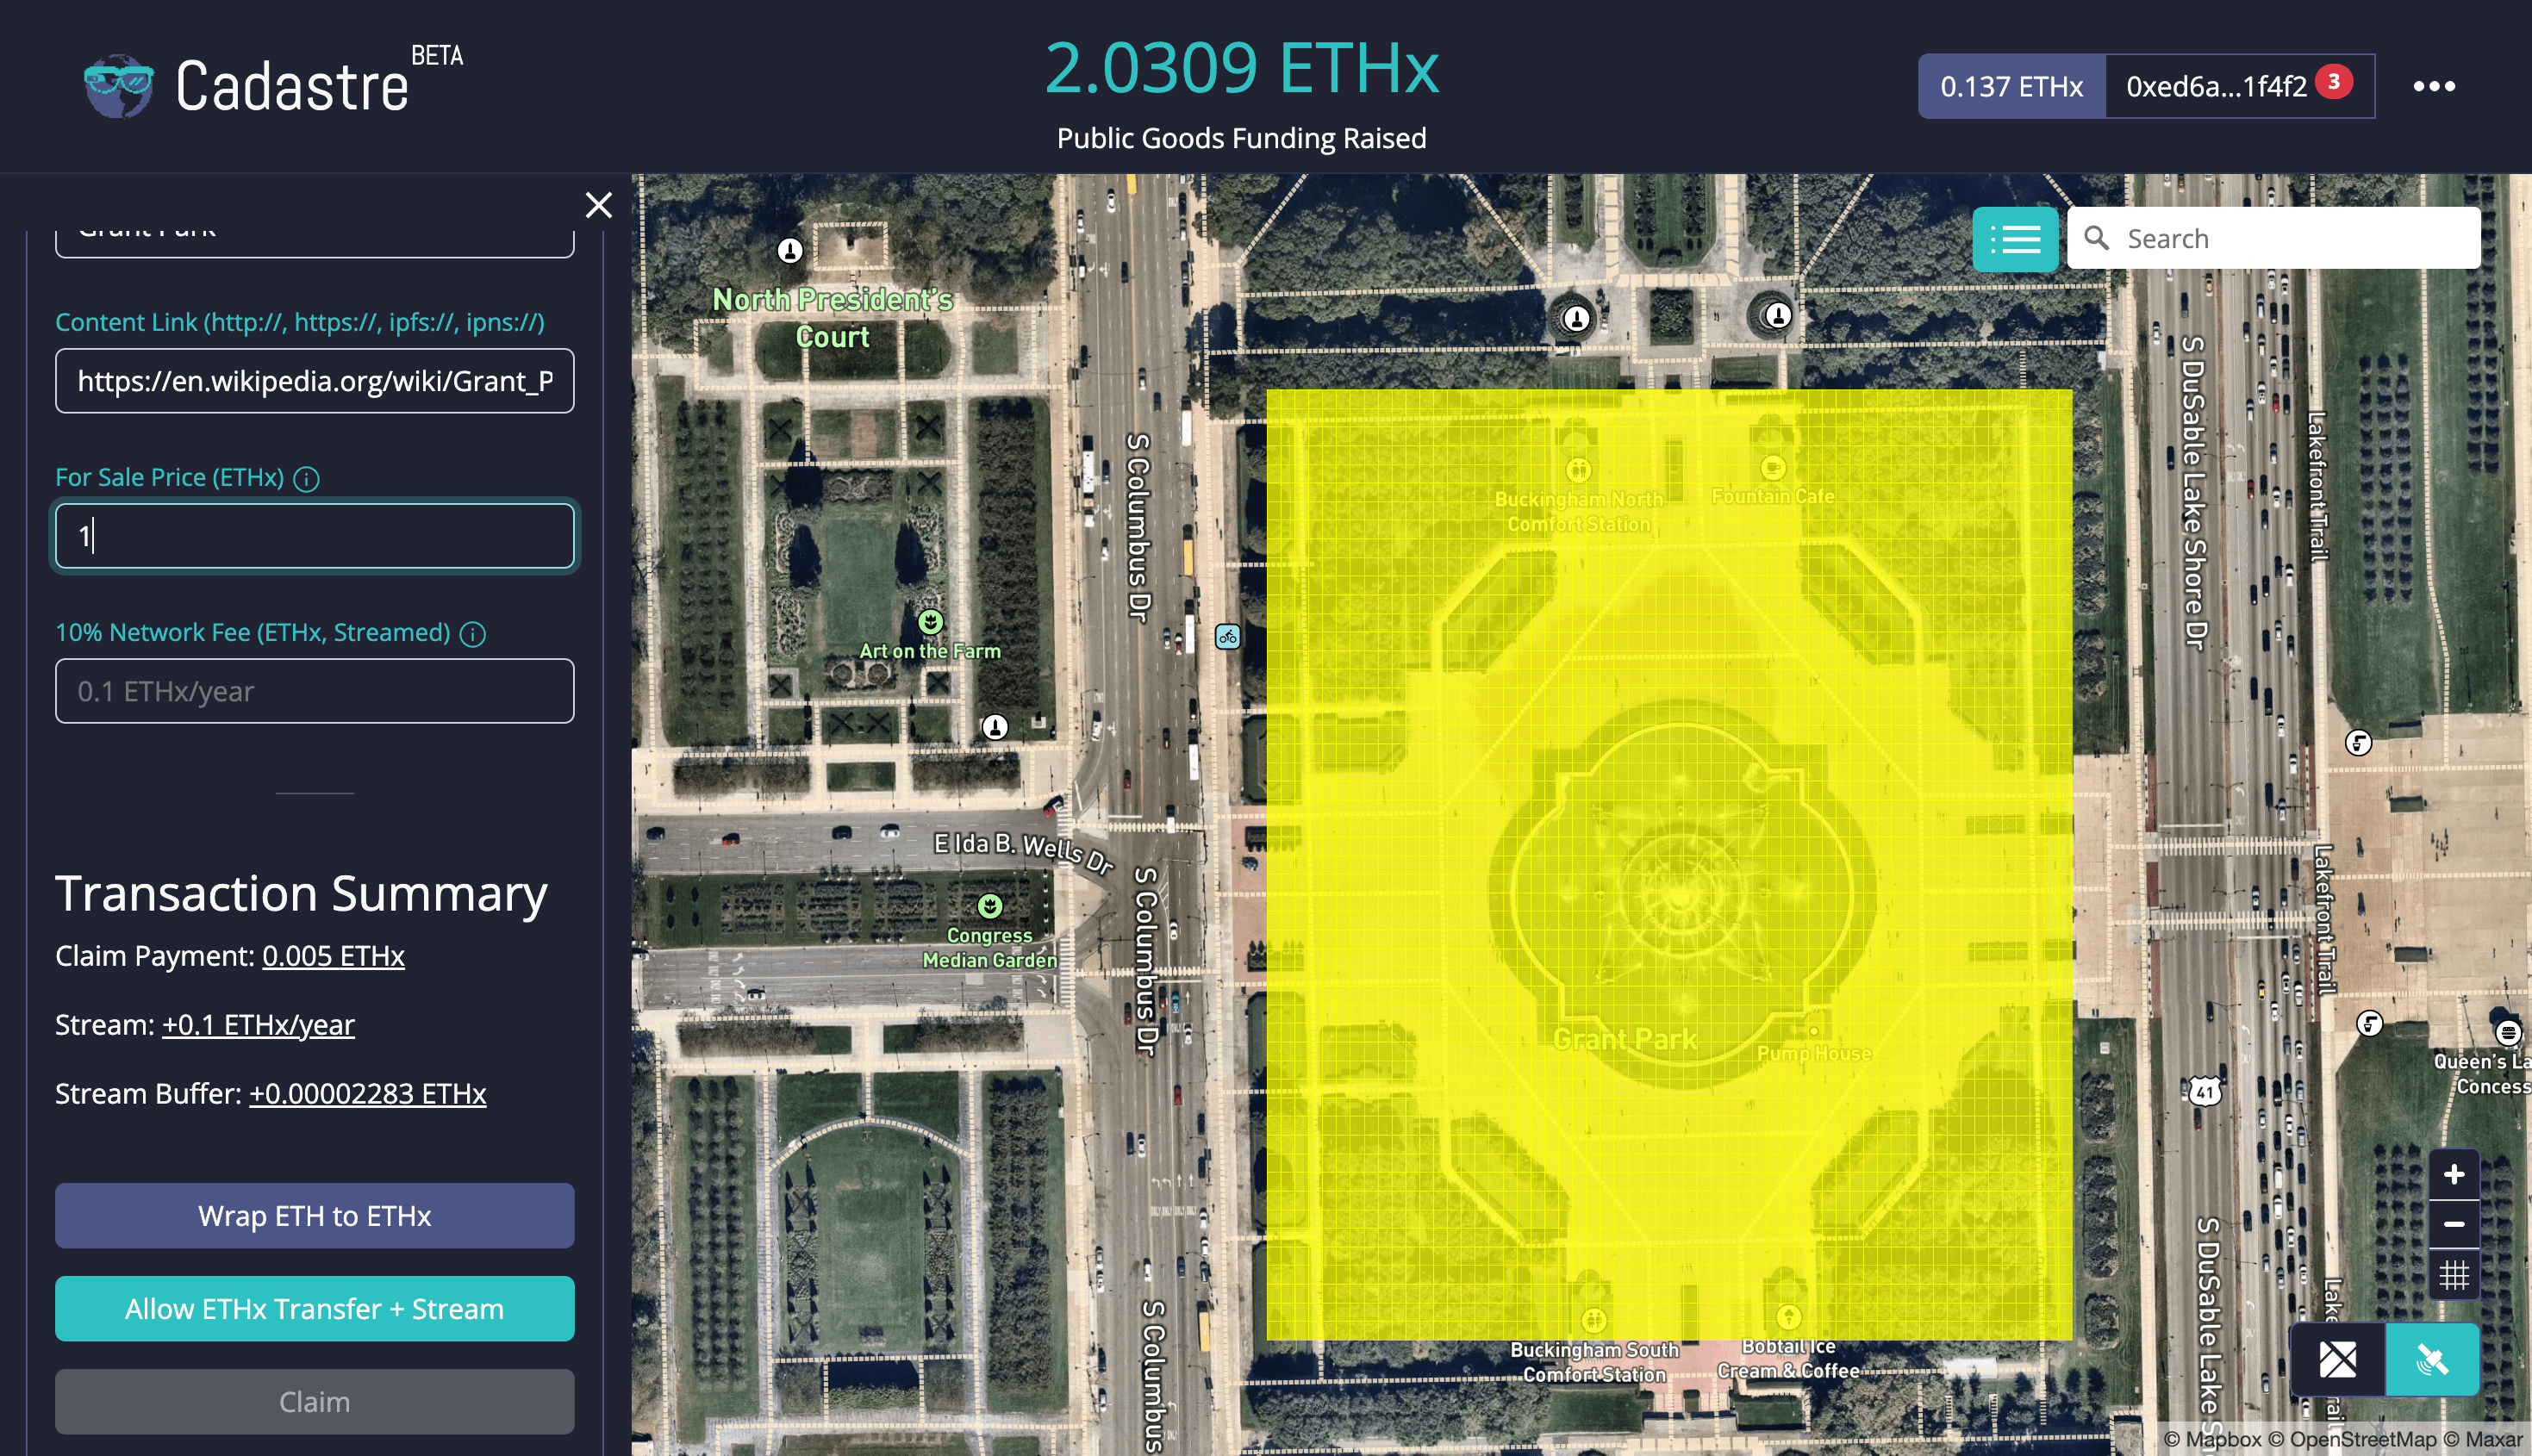 Cadastre BETA
2.0309 ETHx
Public Goods Funding Raised
0.137 ETHx
0xed6a...1f4f2
3
Grant Park
Content Link (http://, https://, ipfs://, ipns://)
https://en.wikipedia.org/wiki/Grant_P
For Sale Price (ETHx)
1
10% Network Fee (ETHx, Streamed)
0.1 ETHx/year
Transaction Summary
Claim Payment: 0.005 ETHx
Stream: +0.1 ETHx/year
Stream Buffer: +0.00002283 ETHx
Wrap ETH to ETHx
Allow ETHx Transfer + Stream
Claim
Search
North President's
Court
Art on the Farm
S Columbus Dr
E Ida B. Wells Dr
Congress
Median Garden
S Columbus Dr
S Columbus
Buckingham North
Comfort Station
Fountain Cafe
Grant Park
Pump House
Buckingham South
Comfort Station
Bobtail Ice
Cream & Coffee
S DuSable Lake Shore Dr
Lakefront Trail
Lakefront Trail
Queen's La
Concess
41
S DuSable Lake S
© Mapbox © OpenStreetMap © Maxar